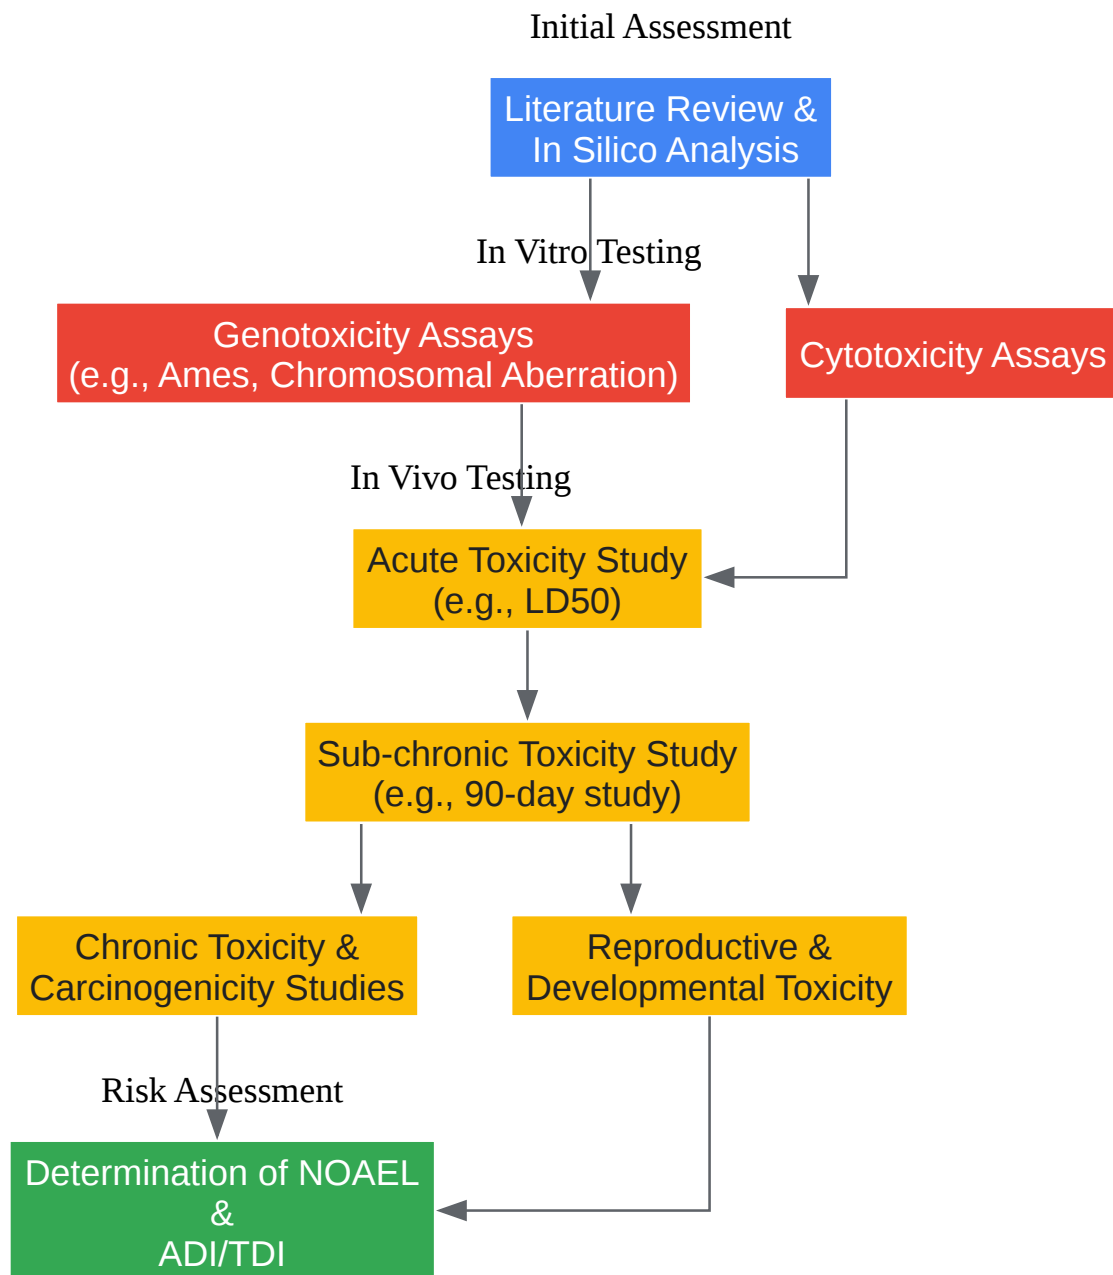 Initial Assessment
Literature Review &
In Silico Analysis
In Vitro Testing
Genotoxicity Assays
(e.g., Ames, Chromosomal Aberration)
Cytotoxicity Assays
In Vivo Testing
Acute Toxicity Study
(e.g., LD50)
Sub-chronic Toxicity Study
(e.g., 90-day study)
Chronic Toxicity &
Carcinogenicity Studies
Reproductive &
Developmental Toxicity
Risk Assessment
Determination of NOAEL
&
ADI/TDI